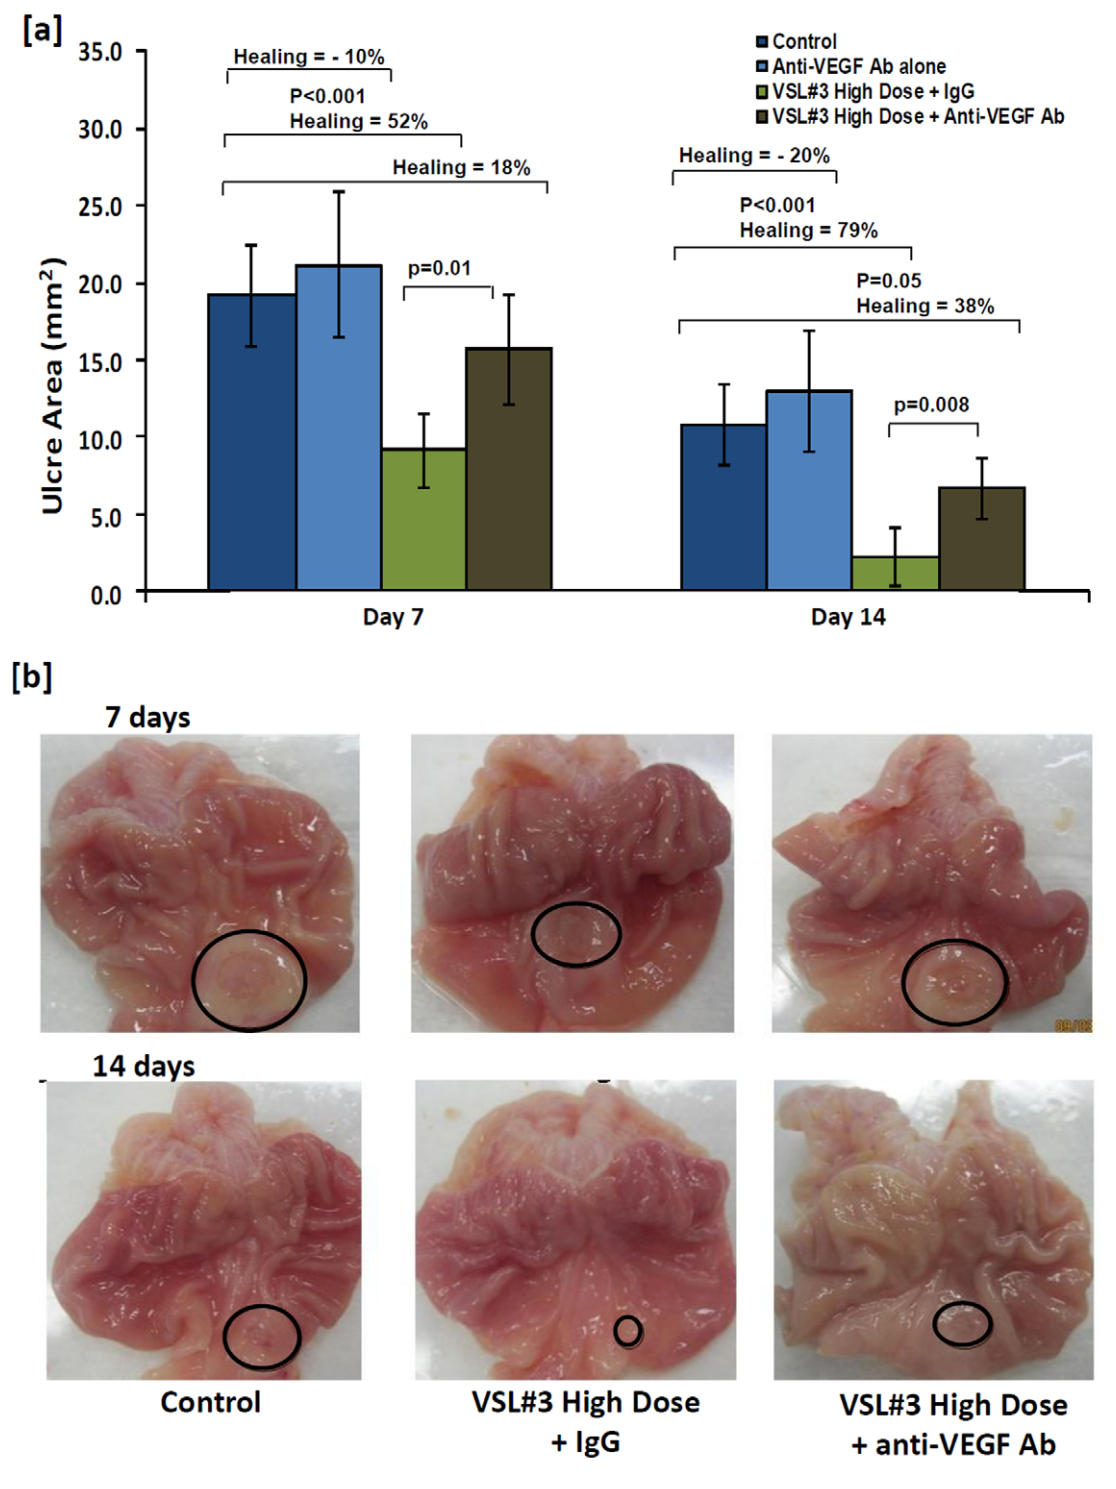 [a]
35.0
30.0
25.0
20.0
15.0
10.0
5.0
0.0
Ulcre Area (mm²)
Control
Anti-VEGF Ab alone
VSL#3 High Dose + IgG
VSL#3 High Dose + Anti-VEGF Ab
Healing = - 10%
P<0.001
Healing = 52%
Healing = 18%
p=0.01
Healing = - 20%
P<0.001
Healing = 79%
P=0.05
Healing = 38%
p=0.008
Day 7
Day 14
[b]
7 days
14 days
Control
VSL#3 High Dose
+ IgG
VSL#3 High Dose
+ anti-VEGF Ab